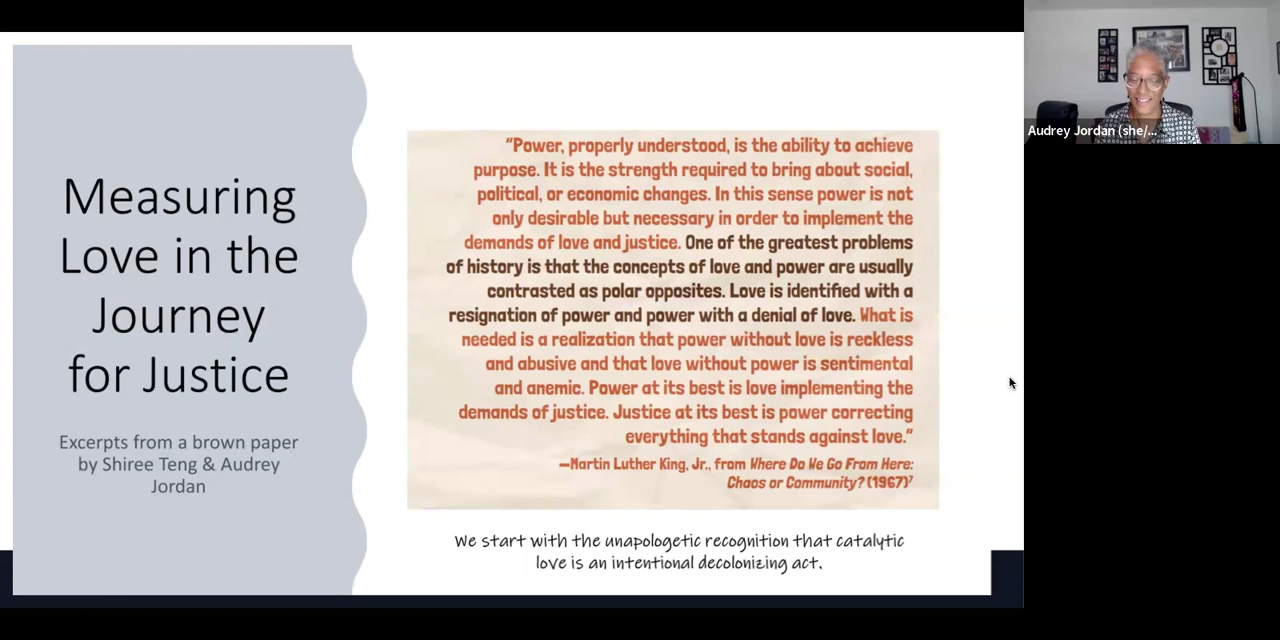 Measuring
Love in the
Journey
for Justice
Excerpts from a brown paper
by Shiree Teng & Audrey
Jordan
“Power, properly understood, is the ability to achieve
purpose. It is the strength required to bring about social,
political, or economic changes. In this sense power is not
only desirable but necessary in order to implement the
demands of love and justice. One of the greatest problems
of history is that the concepts of love and power are usually
contrasted as polar opposites. Love is identified with a
resignation of power and power with a denial of love. What is
needed is a realization that power without love is reckless
and abusive and that love without power is sentimental
and anemic. Power at its best is love implementing the
demands of justice. Justice at its best is power correcting
everything that stands against love.”
—Martin Luther King, Jr., from Where Do We Go From Here:
Chaos or Community? (1967)⁷
We start with the unapologetic recognition that catalytic
love is an intentional decolonizing act.
Audrey Jordan (she/...